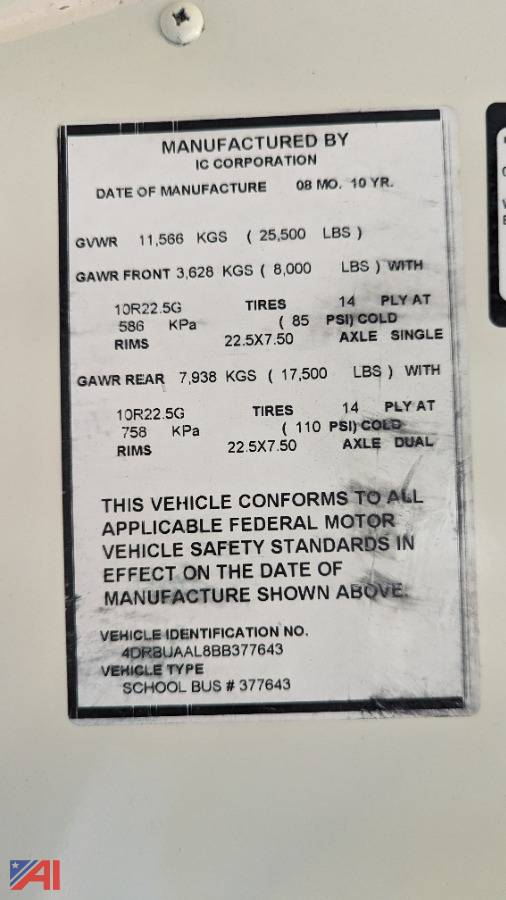 MANUFACTURED BY
IC CORPORATION
DATE OF MANUFACTURE 08 MO. 10 YR.
GVWR 11,566 KGS ( 25,500 LBS )
GAWR FRONT 3,628 KGS ( 8,000 LBS ) WITH
10R22.5G TIRES 14 PLY AT
586 KPa ( 85 PSI) COLD
RIMS 22.5X7.50 AXLE SINGLE
GAWR REAR 7,938 KGS ( 17,500 LBS ) WITH
10R22.5G TIRES 14 PLY AT
758 KPa ( 110 PSI) COLD
RIMS 22.5X7.50 AXLE DUAL
THIS VEHICLE CONFORMS TO ALL
APPLICABLE FEDERAL MOTOR
VEHICLE SAFETY STANDARDS IN
EFFECT ON THE DATE OF
MANUFACTURE SHOWN ABOVE.
VEHICLE IDENTIFICATION NO.
4DRBUAAL8BB377643
VEHICLE TYPE
SCHOOL BUS # 377643
AI